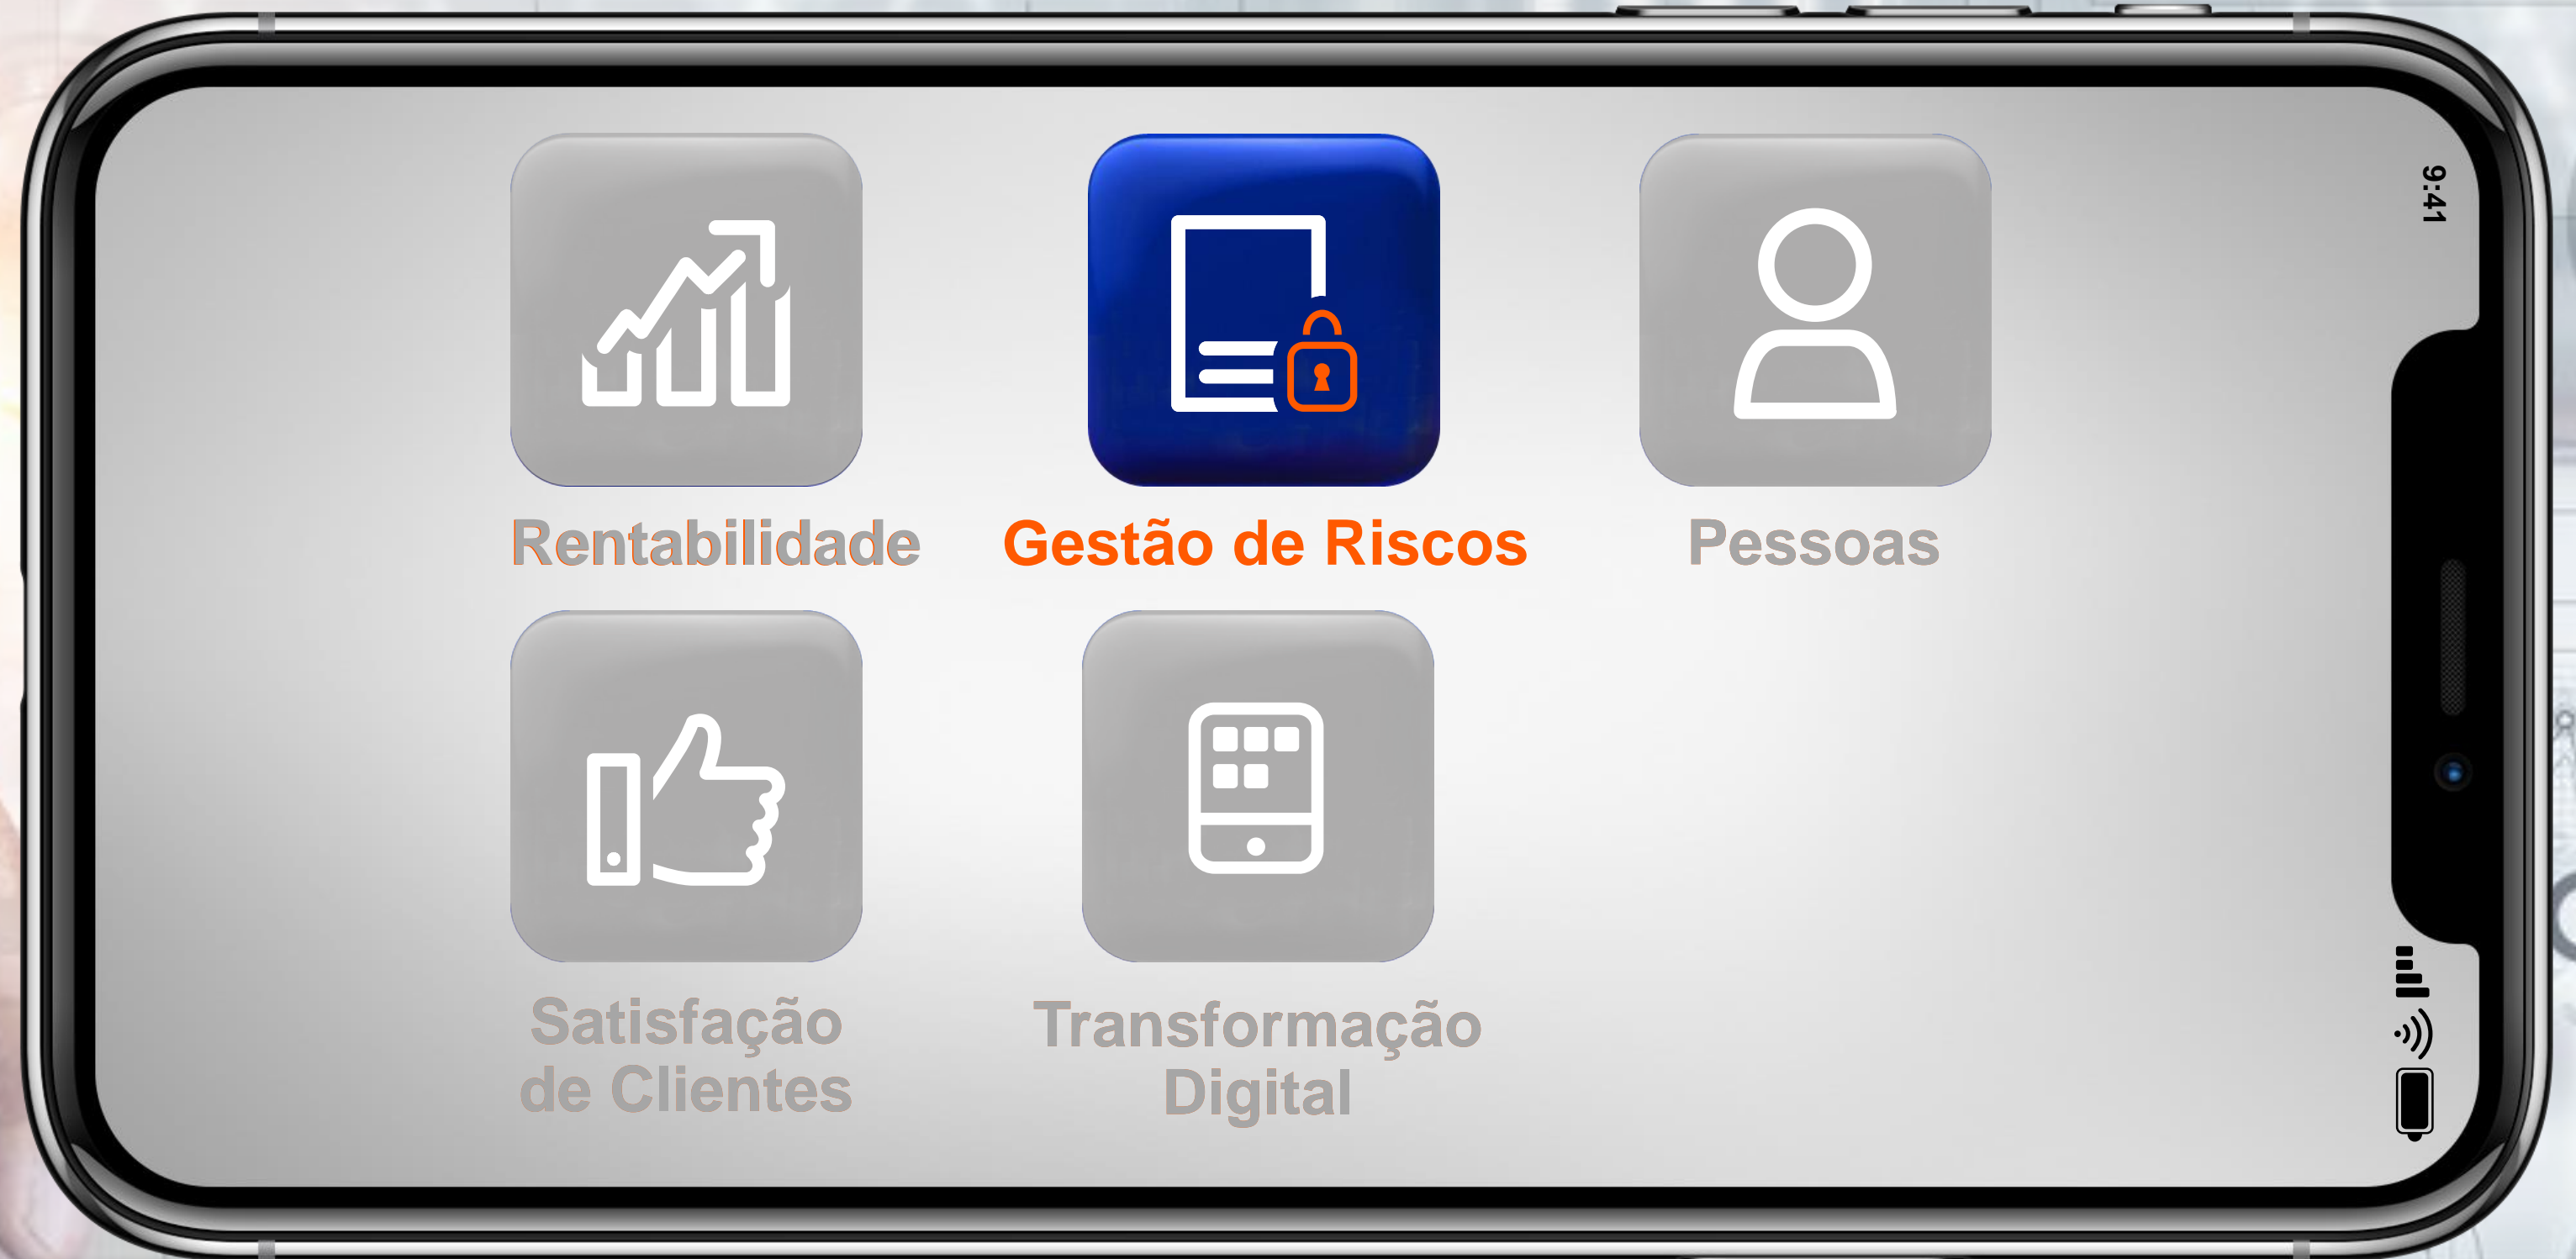 Rentabilidade
Gestão de Riscos
Pessoas
Satisfação
de Clientes
Transformação
Digital
9:41